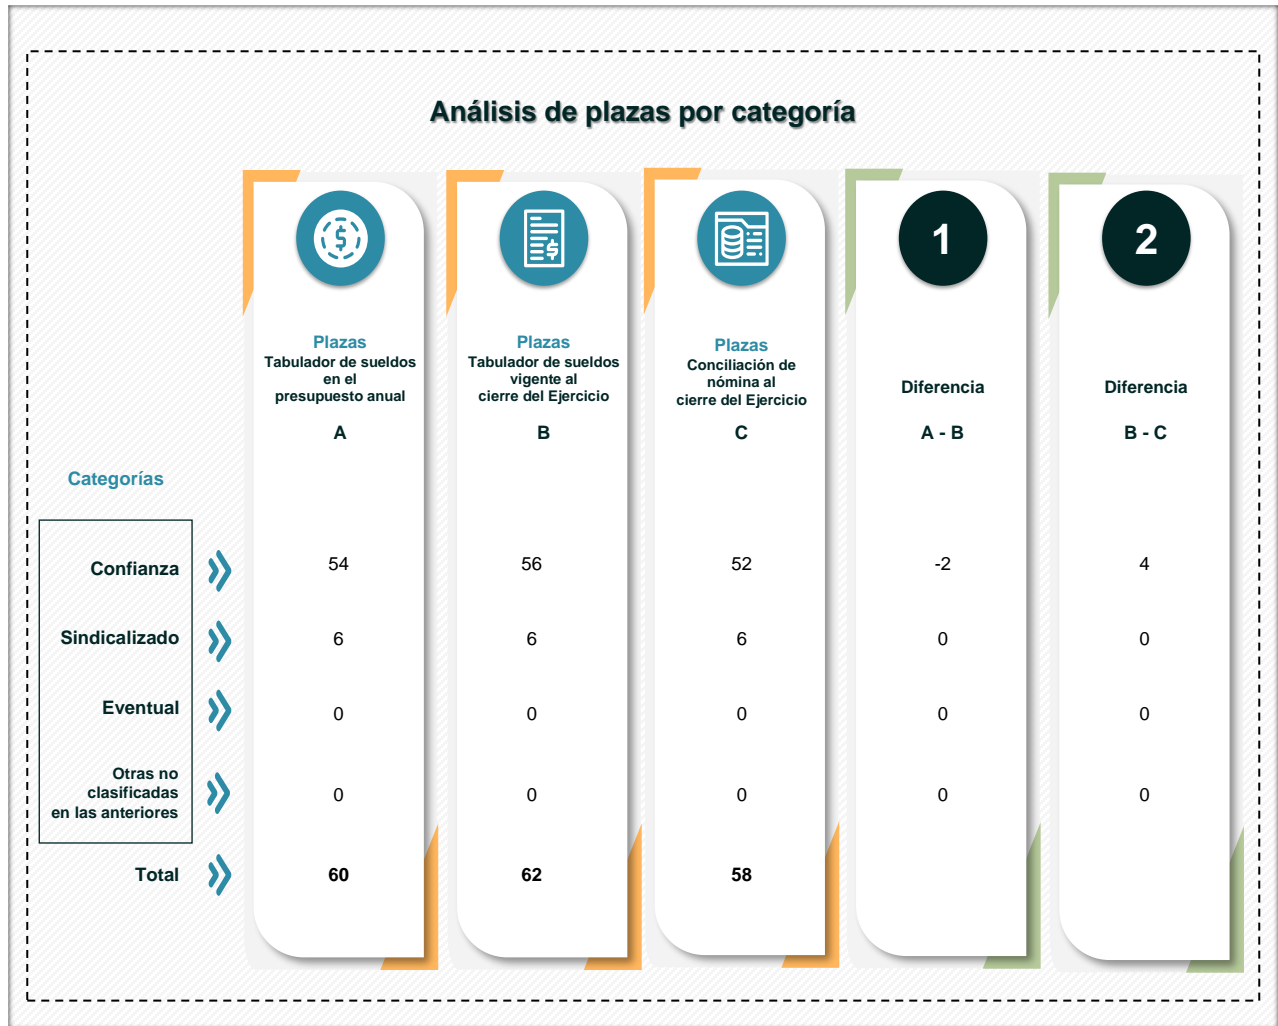 Análisis de plazas por categoría
Plazas
Tabulador de sueldos
en el
presupuesto anual
A
Plazas
Tabulador de sueldos
vigente al
cierre del Ejercicio
B
Plazas
Conciliación de
nómina al
cierre del Ejercicio
C
1
Diferencia
A - B
2
Diferencia
B - C
Categorías
Confianza 54 56 52 -2 4
Sindicalizado 6 6 6 0 0
Eventual 0 0 0 0 0
Otras no
clasificadas
en las anteriores 0 0 0 0 0
Total 60 62 58